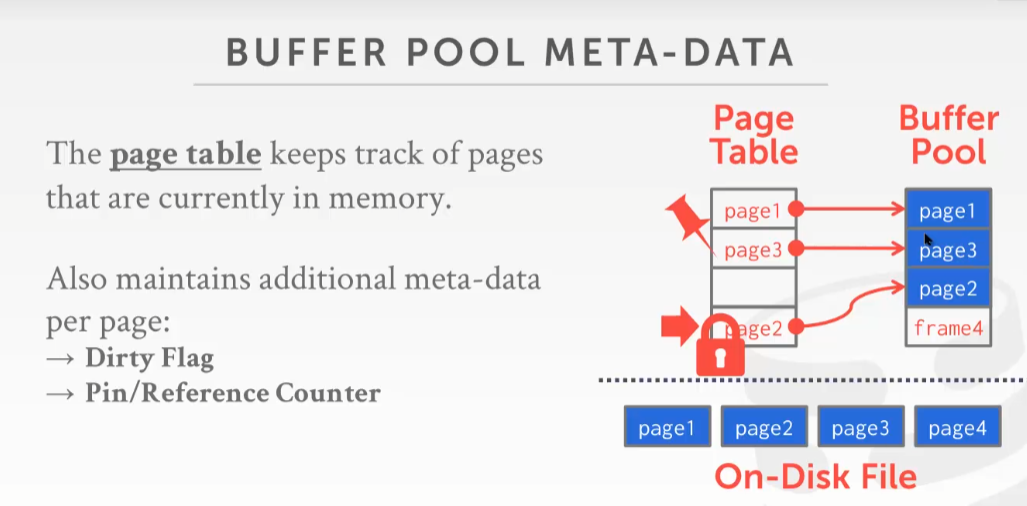 BUFFER POOL META-DATA
The page table keeps track of pages
that are currently in memory.
Also maintains additional meta-data
per page:
→ Dirty Flag
→ Pin/Reference Counter
Page
Table
page1
page3
page2
Buffer
Pool
page1
page3
page2
frame4
page1 page2 page3 page4
On-Disk File